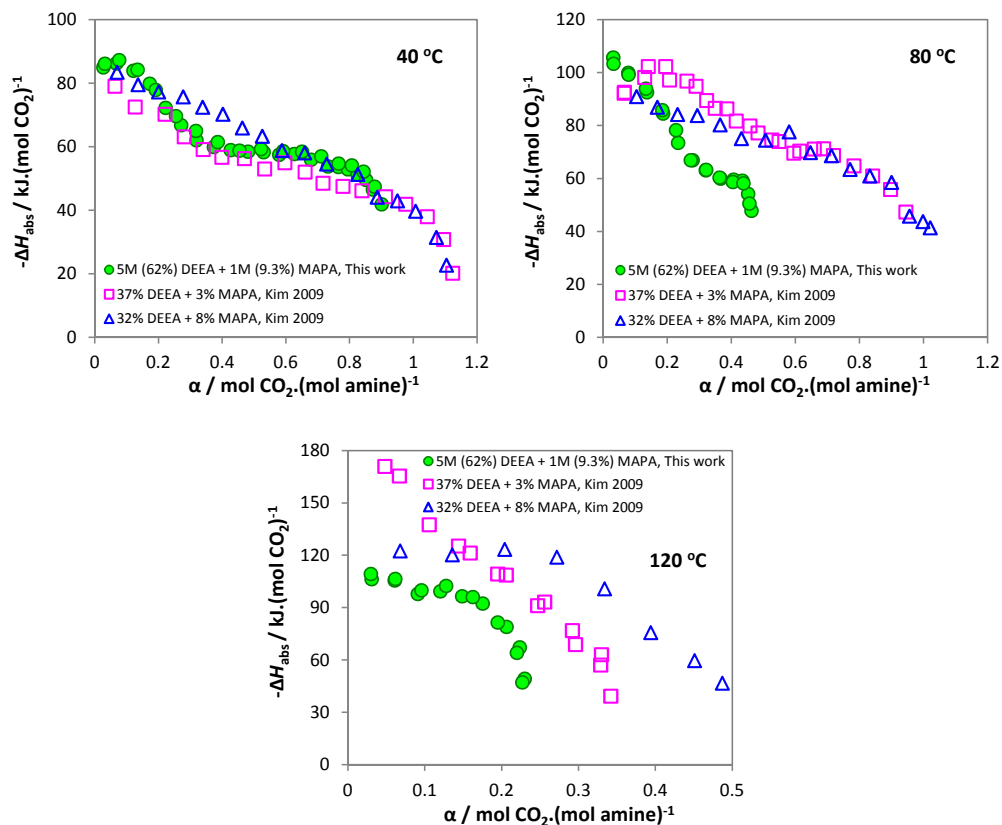 100
80
60
40
20
0
-ΔHabs / kJ.(mol CO2)-1
40 oC
5M (62%) DEEA + 1M (9.3%) MAPA, This work
37% DEEA + 3% MAPA, Kim 2009
32% DEEA + 8% MAPA, Kim 2009
0 0.2 0.4 0.6 0.8 1 1.2
α / mol CO2.(mol amine)-1
120
100
80
60
40
20
0
-ΔHabs / kJ.(mol CO2)-1
80 oC
5M (62%) DEEA + 1M (9.3%) MAPA, This work
37% DEEA + 3% MAPA, Kim 2009
32% DEEA + 8% MAPA, Kim 2009
0 0.2 0.4 0.6 0.8 1 1.2
α / mol CO2.(mol amine)-1
180
150
120
90
60
30
0
-ΔHabs / kJ.(mol CO2)-1
5M (62%) DEEA + 1M (9.3%) MAPA, This work
37% DEEA + 3% MAPA, Kim 2009
32% DEEA + 8% MAPA, Kim 2009
120 oC
0 0.1 0.2 0.3 0.4 0.5
α / mol CO2.(mol amine)-1